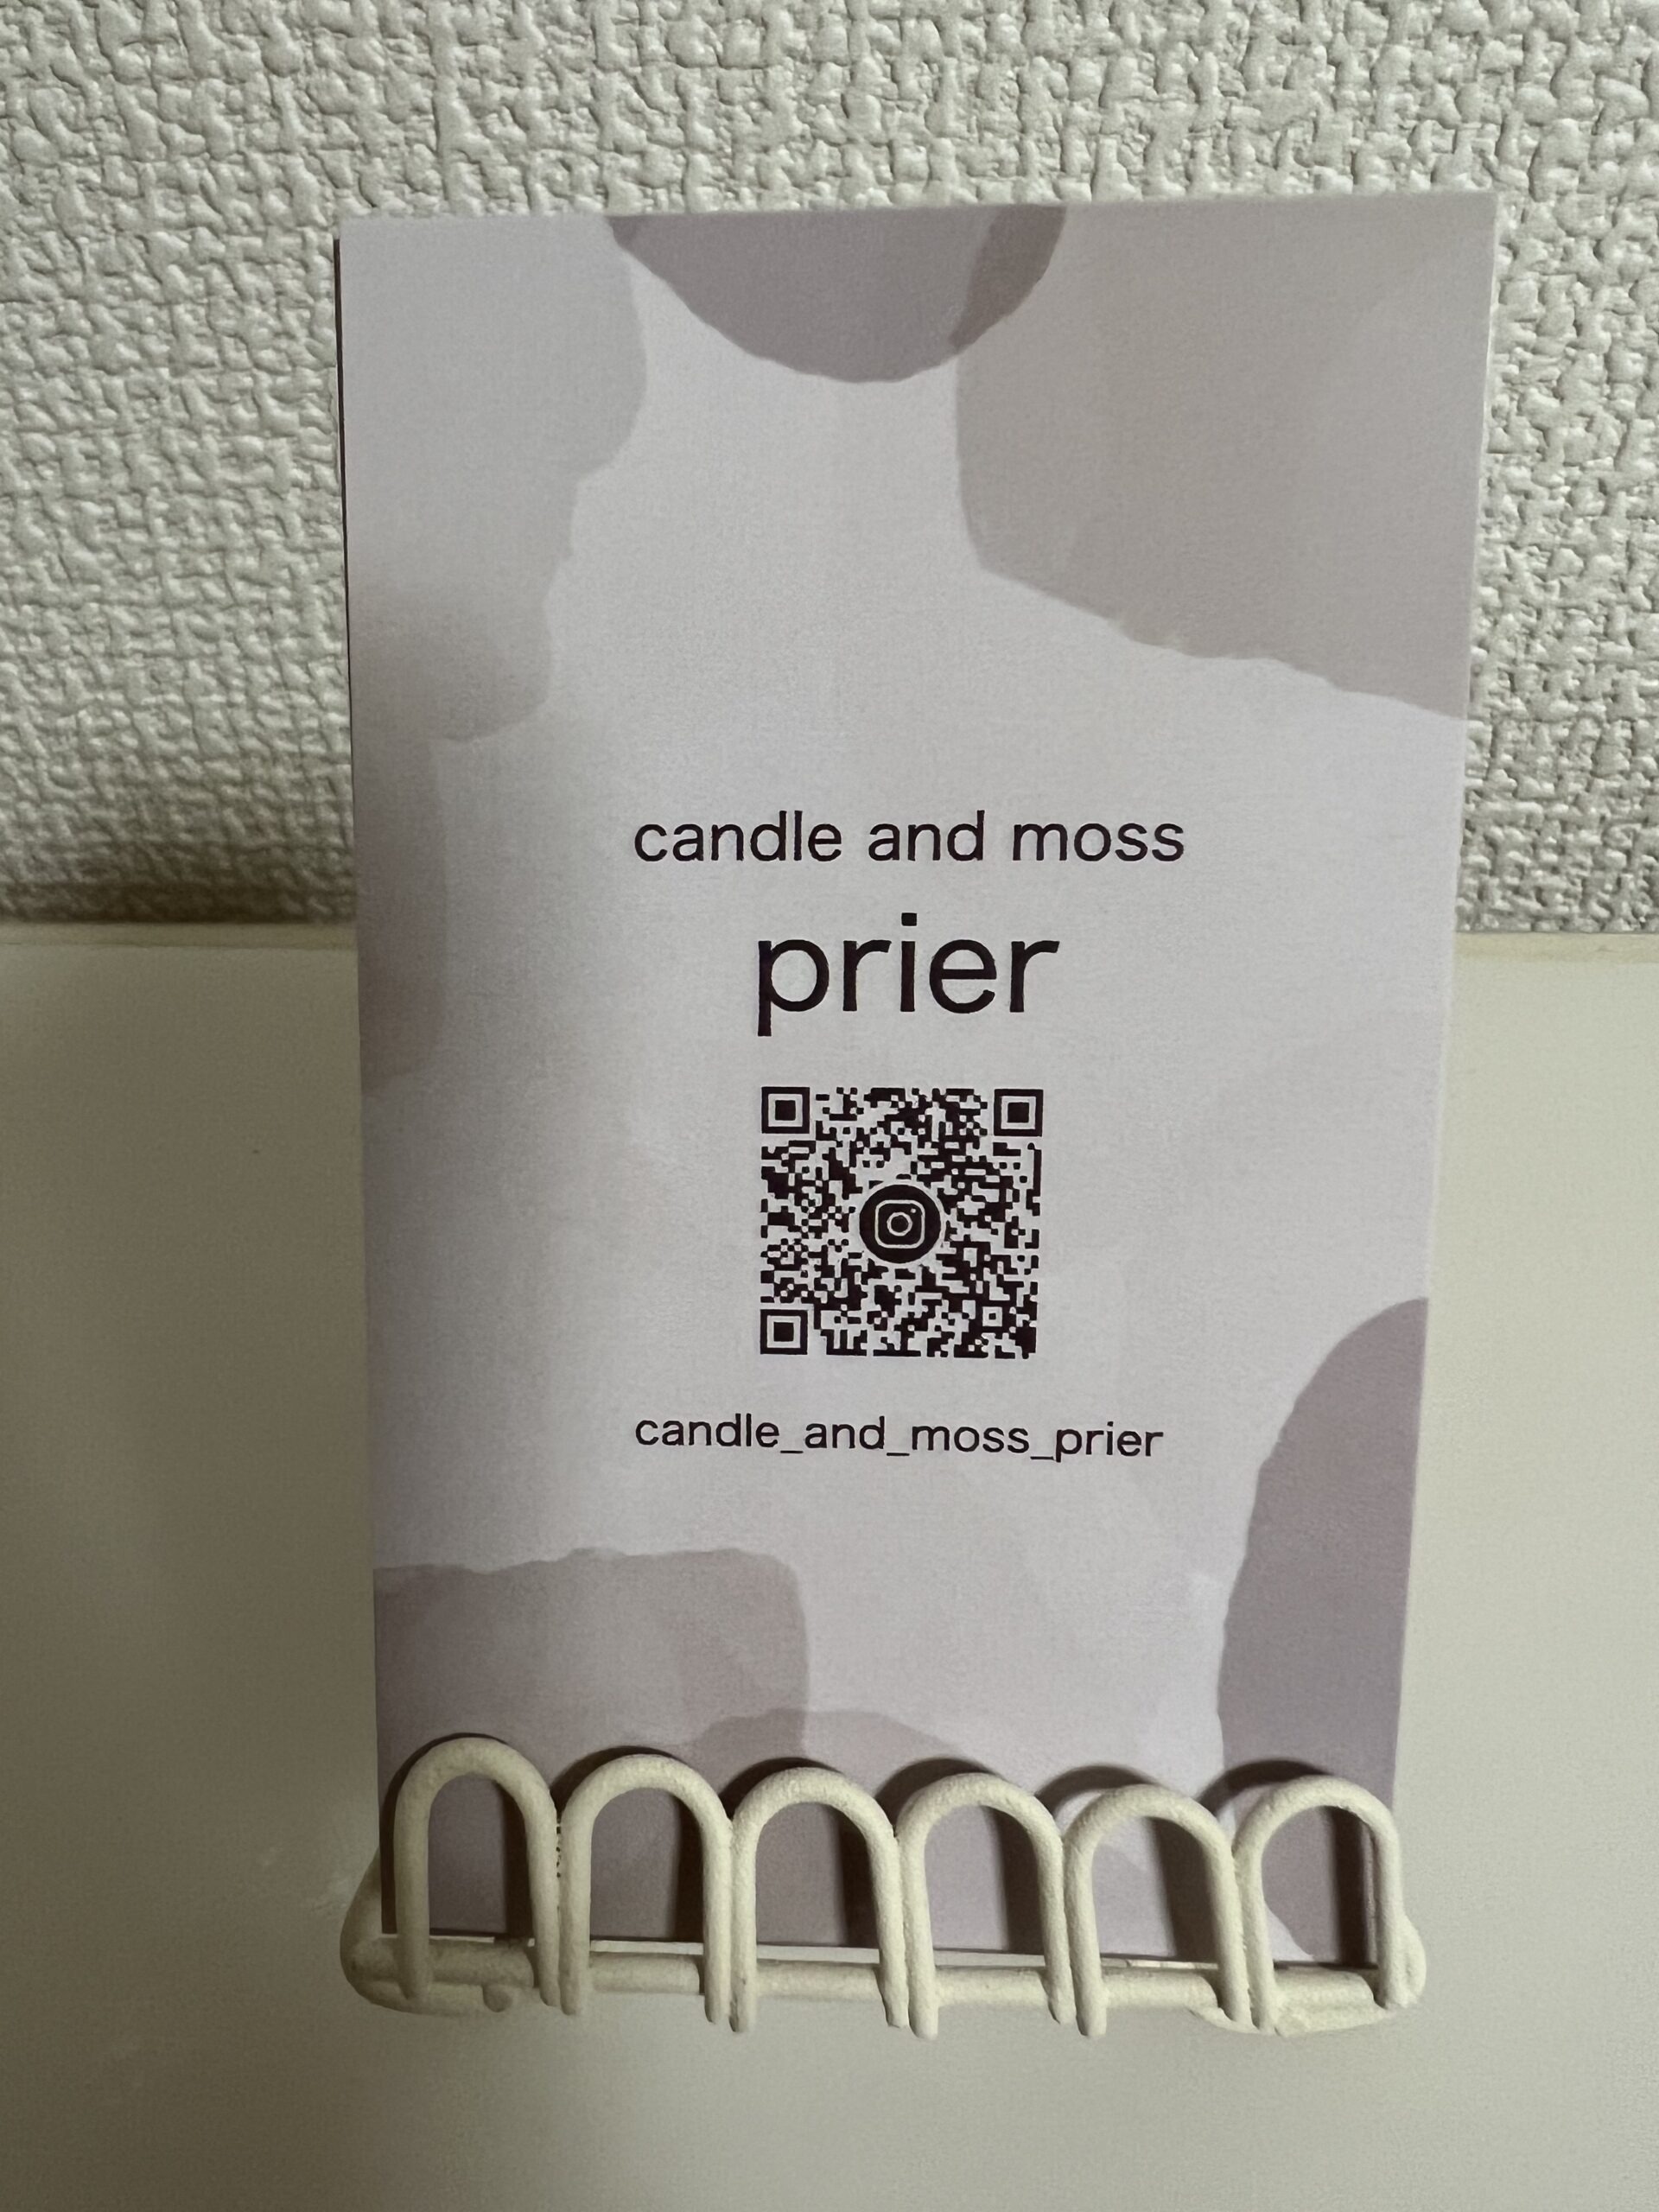 candle and moss
prier
candle_and_moss_prier